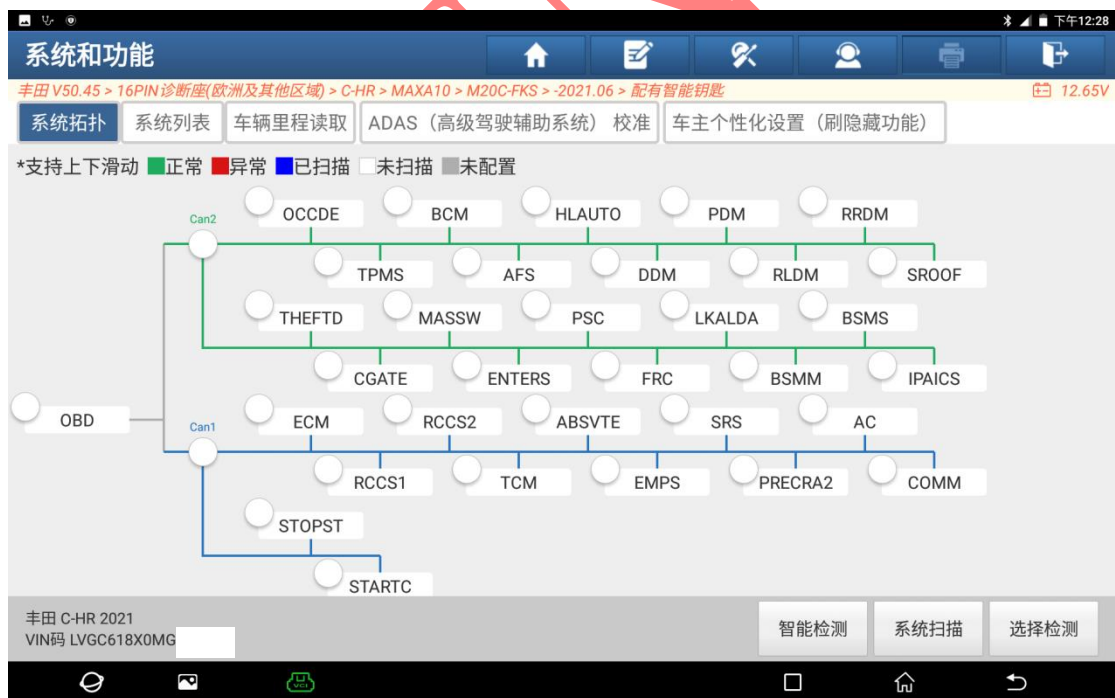 下午12:28
系统和功能
丰田 V50.45 > 16PIN诊断座(欧洲及其他区域) > C-HR > MAXA10 > M20C-FKS > -2021.06 > 配有智能钥匙
12.65V
系统拓扑 系统列表 车辆里程读取 ADAS（高级驾驶辅助系统）校准 车主个性化设置（刷隐藏功能）
*支持上下滑动 正常 异常 已扫描 未扫描 未配置
Can2 OCCDE BCM HLAUTO PDM RRDM
TPMS AFS DDM RLDM SROOF
THEFTD MASSW PSC LKALDA BSMS
CGATE ENTERS FRC BSMM IPAICS
OBD Can1 ECM RCCS2 ABSVTE SRS AC
RCCS1 TCM EMPS PRECRA2 COMM
STOPST
STARTC
丰田 C-HR 2021
VIN码 LVGC618X0MG
智能检测 系统扫描 选择检测
VCI